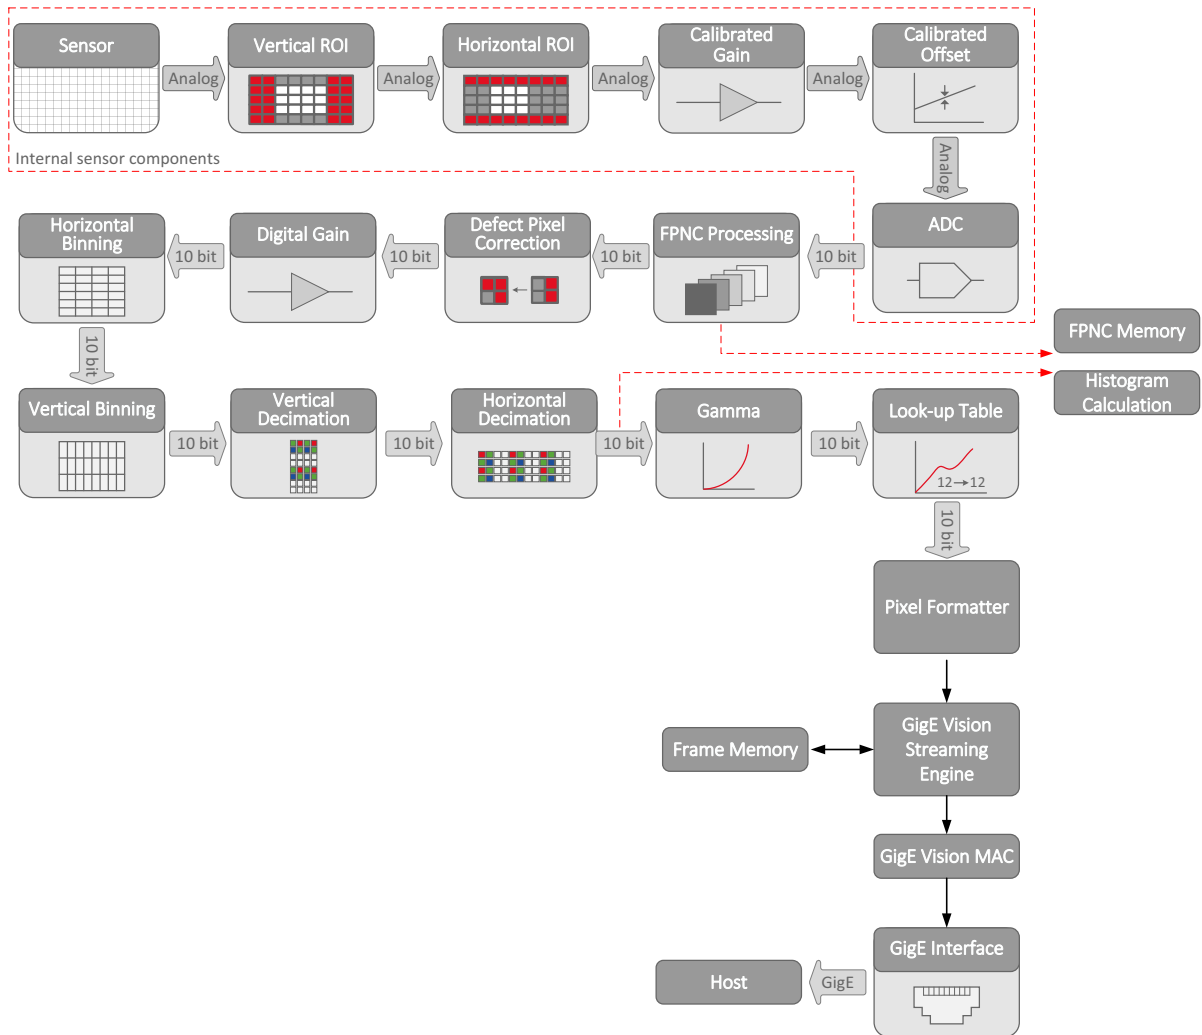 Sensor
Analog
Vertical ROI
Analog
Horizontal ROI
Analog
Calibrated
Gain
Analog
Calibrated
Offset
Internal sensor components
Analog
ADC
10 bit
FPNC Processing
10 bit
Defect Pixel
Correction
10 bit
Digital Gain
10 bit
Horizontal
Binning
FPNC Memory
10 bit
Histogram
Calculation
Vertical Binning
10 bit
Vertical
Decimation
10 bit
Horizontal
Decimation
10 bit
Gamma
10 bit
Look-up Table
12→12
10 bit
Pixel Formatter
GigE Vision
Streaming
Engine
Frame Memory
GigE Vision MAC
GigE Interface
GigE
Host